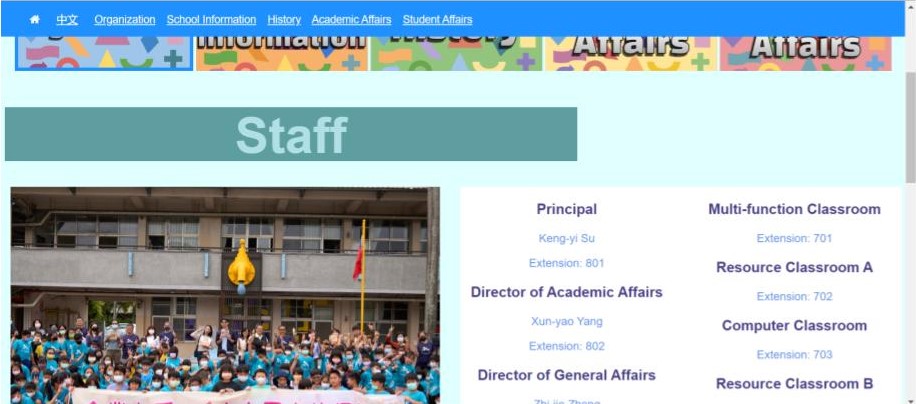 中文 Organization School Information History Academic Affairs Student Affairs
Information
History
Affairs
Affairs
Staff
Principal
Keng-yi Su
Extension: 801
Director of Academic Affairs
Xun-yao Yang
Extension: 802
Director of General Affairs
Multi-function Classroom
Extension: 701
Resource Classroom A
Extension: 702
Computer Classroom
Extension: 703
Resource Classroom B